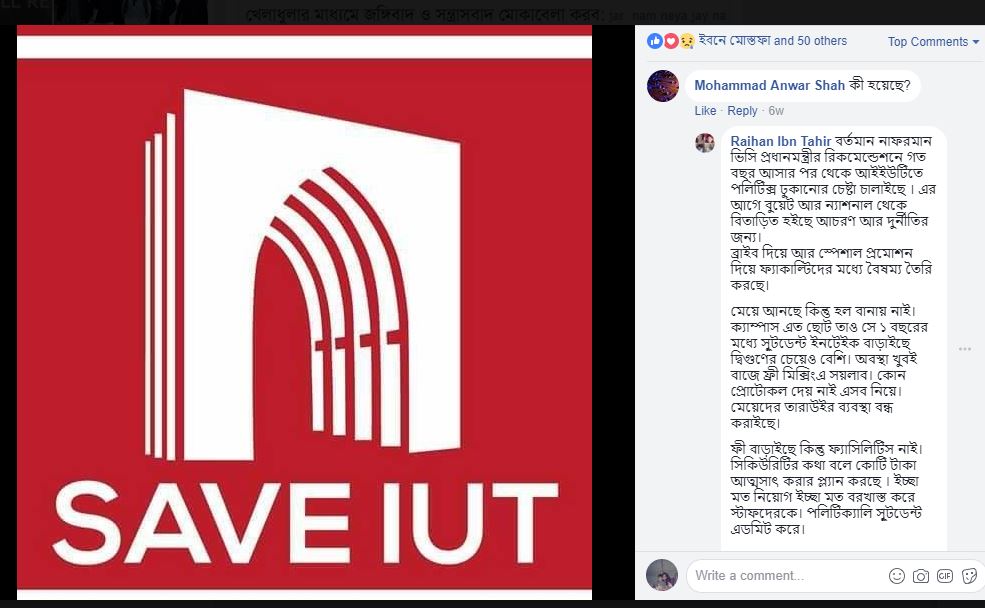 খেলাধুলার মাধ্যমে জঙ্গিবাদ ও সন্ত্রাসবাদ মোকাবেলা করব:
SAVE IUT
ইবনে মোস্তফা and 50 others
Top Comments
Mohammad Anwar Shah কী হয়েছে?
Like · Reply · 6w
Raihan Ibn Tahir বর্তমান নাফরমান
ভিসি প্রধানমন্ত্রীর রিকমেন্ডেশনে গত
বছর আসার পর থেকে আইইউটিতে
পলিটিক্স ঢুকানোর চেষ্টা চালাইছে । এর
আগে বুয়েট আর ন্যাশনাল থেকে
বিতাড়িত হইছে আচরণ আর দুর্নীতির
জন্য।
ব্রাইব দিয়ে আর স্পেশাল প্রমোশন
দিয়ে ফ্যাকাল্টিদের মধ্যে বৈষম্য তৈরি
করছে।
মেয়ে আনছে কিন্তু হল বানায় নাই।
ক্যাম্পাস এত ছোট তাও সে ১ বছরের
মধ্যে স্টুডেন্ট ইনটেইক বাড়াইছে
দ্বিগুণের চেয়েও বেশি। অবস্থা খুবই
বাজে ফ্রী মিক্সিংএ সয়লাব। কোন
প্রোটোকল দেয় নাই এসব নিয়ে।
মেয়েদের তারাউইর ব্যবস্থা বন্ধ
করাইছে।
ফী বাড়াইছে কিন্তু ফ্যাসিলিটিস নাই।
সিকিউরিটির কথা বলে কোটি টাকা
আত্মসাৎ করার প্ল্যান করছে । ইচ্ছা
মত নিয়োগ ইচ্ছা মত বরখাস্ত করে
স্টাফদেরকে। পলিটিক্যালি স্টুডেন্ট
এডমিট করে।
Write a comment...
GIF